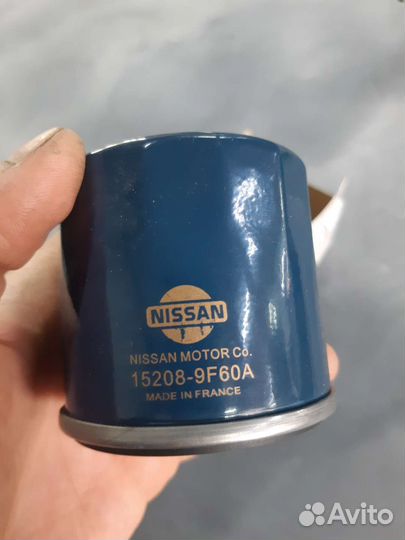 NISSAN
NISSAN MOTOR Co.
15208-9F60A
MADE IN FRANCE
Avito